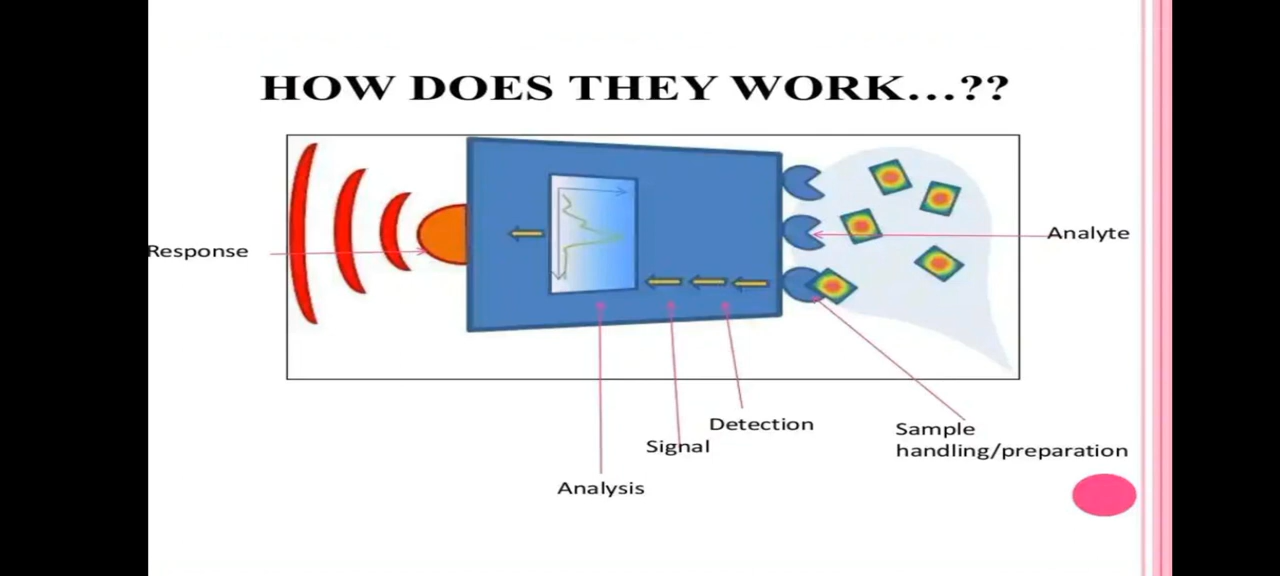 HOW DOES THEY WORK...??
Response
Analyte
Detection
Signal
Analysis
Sample
handling/preparation